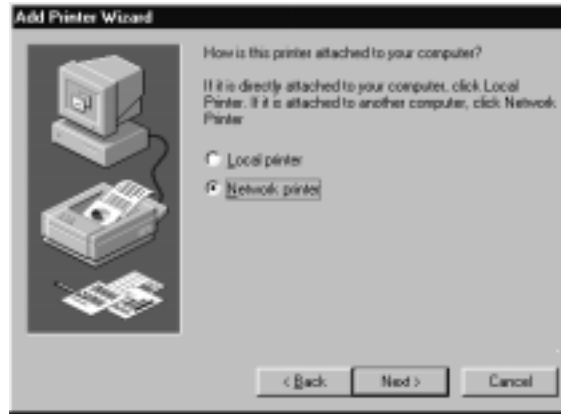 Add Printer Wizard
How is this printer attached to your computer?
If it is directly attached to your computer, click Local
Printer. If it is attached to another computer, click Network
Printer
Local printer
Network printer
< Back
Next >
Cancel